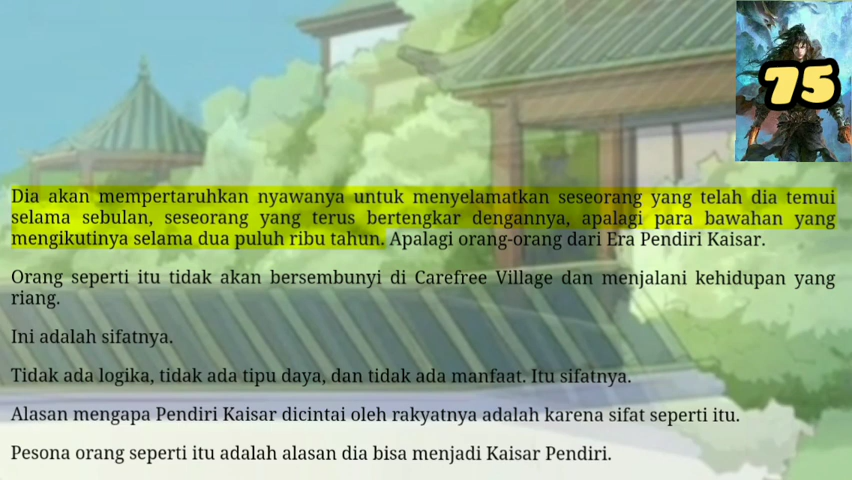 75
Dia akan mempertaruhkan nyawanya untuk menyelamatkan seseorang yang telah dia temui
selama sebulan, seseorang yang terus bertengkar dengannya, apalagi para bawahan yang
mengikutinya selama dua puluh ribu tahun. Apalagi orang-orang dari Era Pendiri Kaisar.
Orang seperti itu tidak akan bersembunyi di Carefree Village dan menjalani kehidupan yang
riang.
Ini adalah sifatnya.
Tidak ada logika, tidak ada tipu daya, dan tidak ada manfaat. Itu sifatnya.
Alasan mengapa Pendiri Kaisar dicintai oleh rakyatnya adalah karena sifat seperti itu.
Pesona orang seperti itu adalah alasan dia bisa menjadi Kaisar Pendiri.